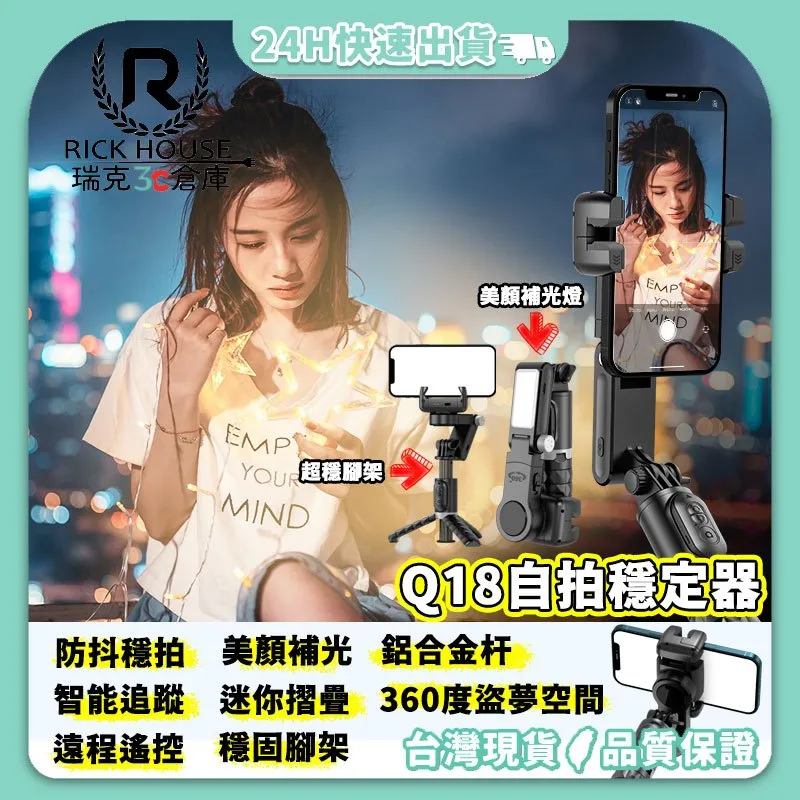 24H快速出貨
R
RICK HOUSE
瑞克3c倉庫
美顏補光燈
EMPTY
YOUR
MIND
超穩腳架
EMP
YOUR
MIND
Q18自拍穩定器
防抖穩拍 美顏補光 鋁合金杆
智能追蹤 迷你摺疊 360度盜夢空間
遠程遙控 穩固腳架
台灣現貨 品質保證